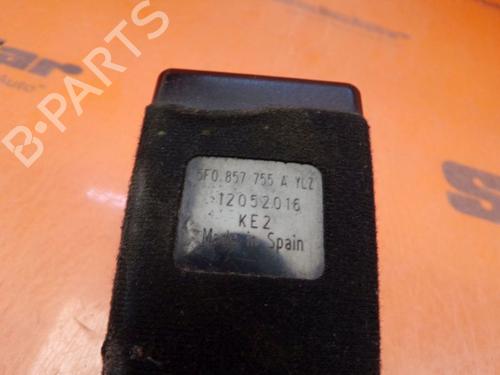 B-PARTS
5F0.857 755 A YLZ
12052016
KE2
Made in Spain